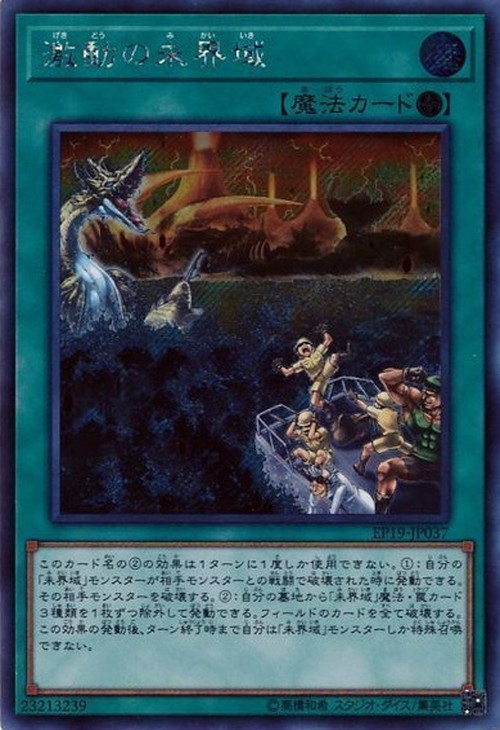 激動の未界域
【魔法カード】
EP19-JP037
このカード名の②の効果は1ターンに1度しか使用できない。①：自分の
「未界域」モンスターが相手モンスターとの戦闘で破壊された時に発動できる。
その相手モンスターを破壊する。②：自分の墓地から「未界域」魔法・罠カード
3種類を1枚ずつ除外して発動できる。フィールドのカードを全て破壊する。
この効果の発動後、ターン終了時まで自分は「未界域」モンスターしか特殊召喚
できない。
23213239
©高橋和希 スタジオ・ダイス/集英社